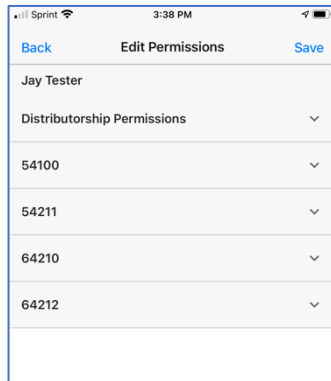 Sprint 3:38 PM
Back Edit Permissions Save
Jay Tester
Distributorship Permissions
54100
54211
64210
64212